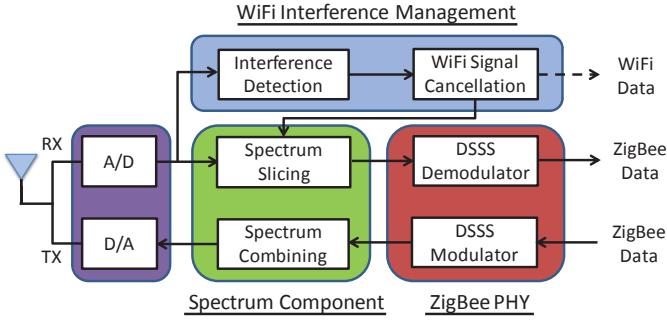 WiFi Interference Management
Interference
Detection
WiFi Signal
Cancellation
WiFi
Data
RX
A/D
Spectrum
Slicing
DSSS
Demodulator
ZigBee
Data
TX
D/A
Spectrum
Combining
DSSS
Modulator
ZigBee
Data
Spectrum Component
ZigBee PHY